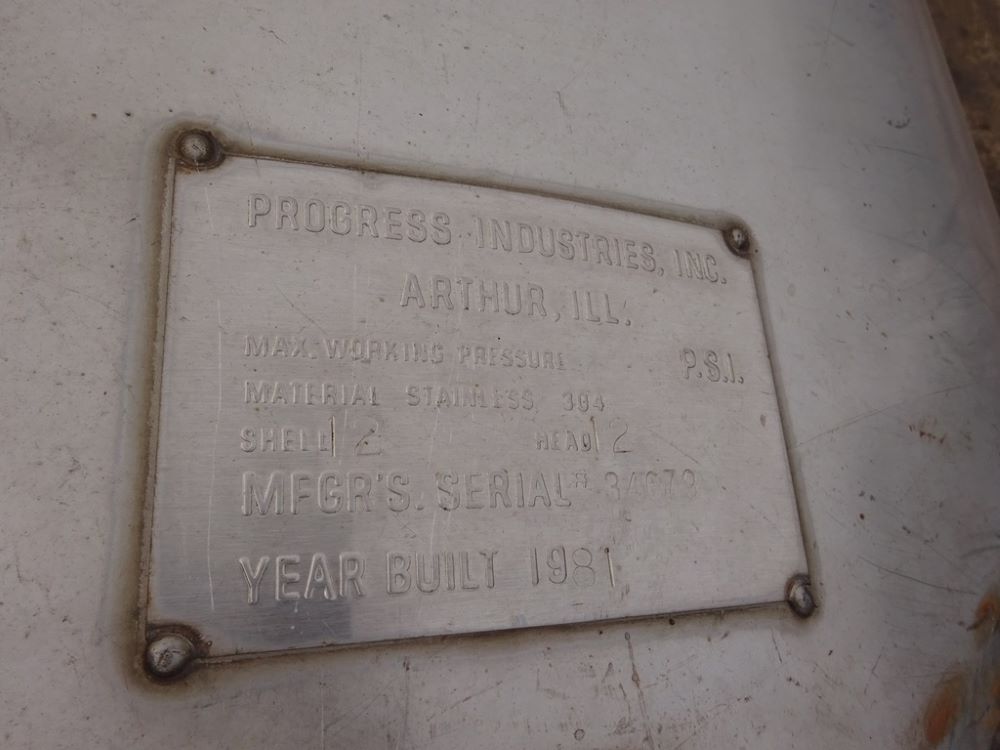 PROGRESS INDUSTRIES, INC.
ARTHUR, ILL.
MAX. WORKING PRESSURE P.S.I.
MATERIAL STAINLESS 304
SHELL 12 HEAD 12
MFGR'S. SERIAL#
YEAR BUILT 1981